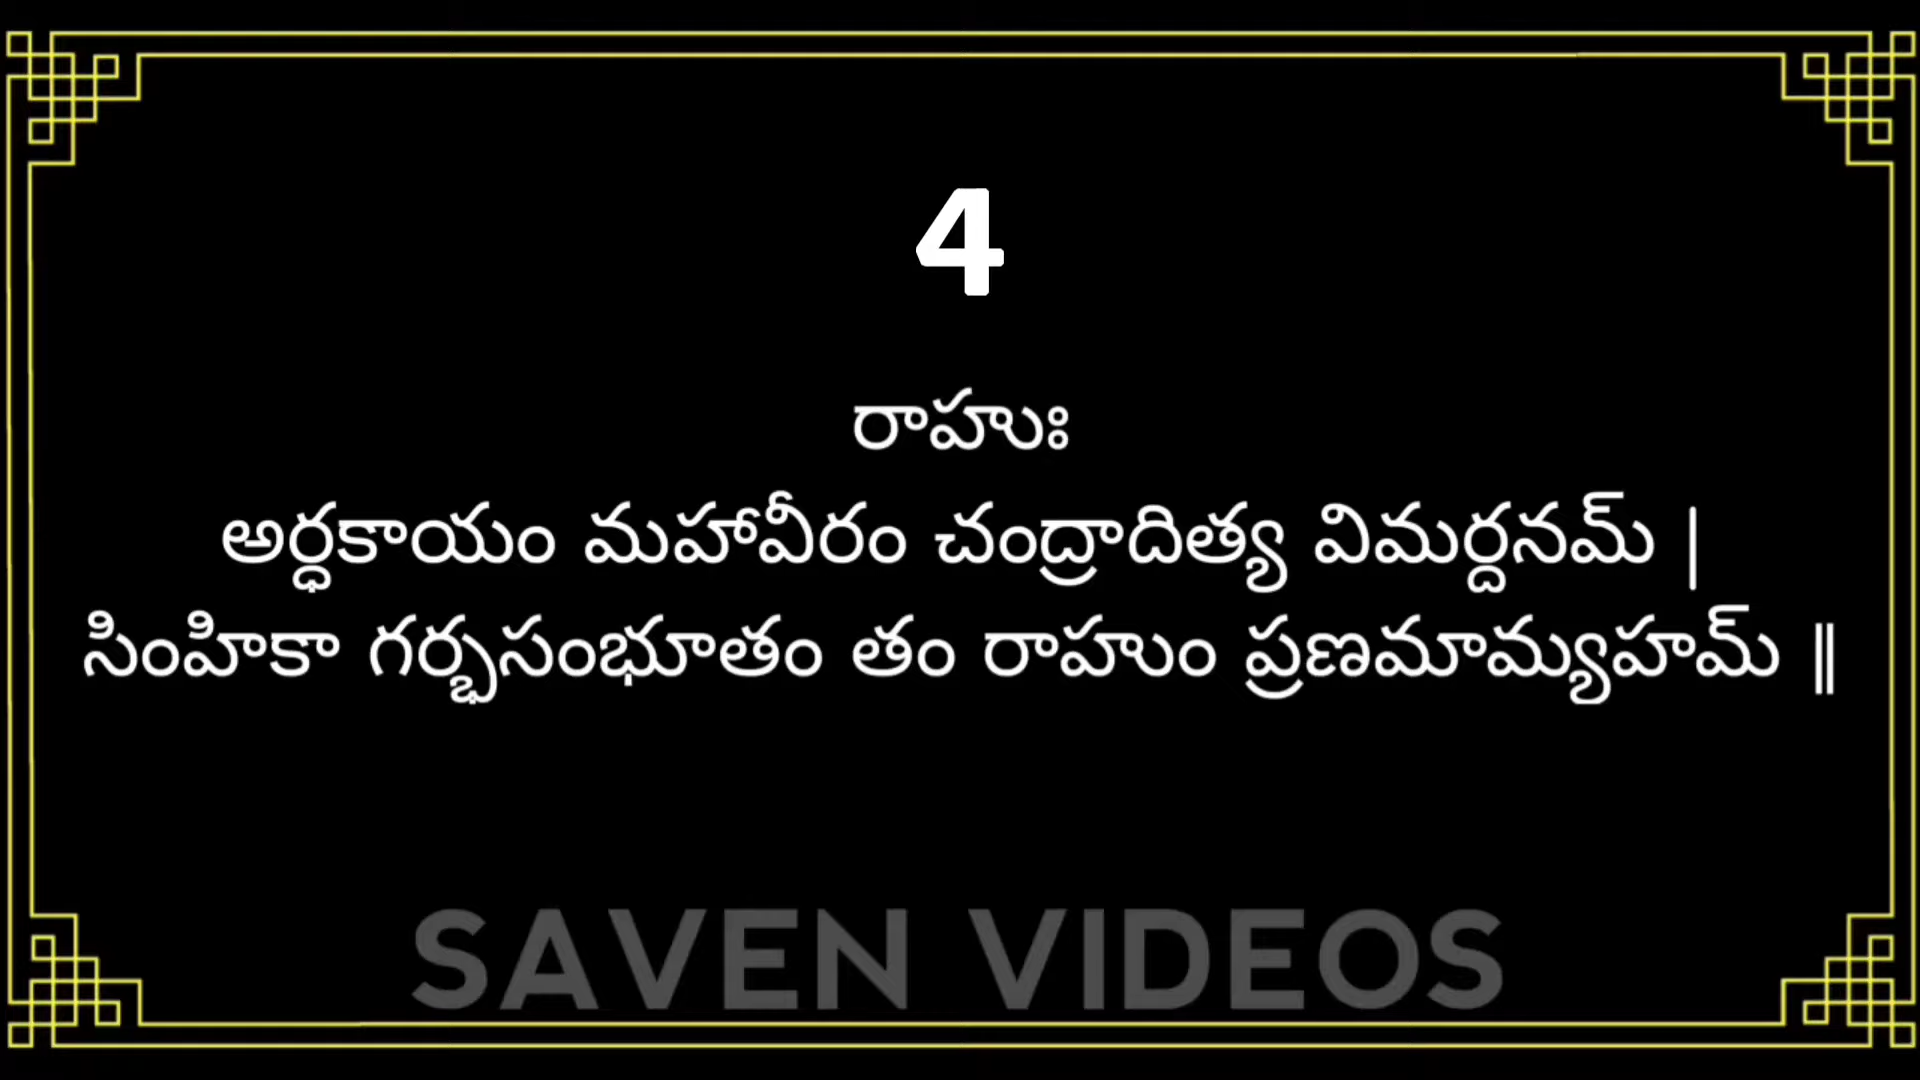 4
రాహుః
అర్ధకాయం మహావీరం చంద్రాదిత్య విమర్దనమ్ |
సింహికా గర్భసంభూతం తం రాహుం ప్రణమామ్యహమ్ ||
SAVEN VIDEOS